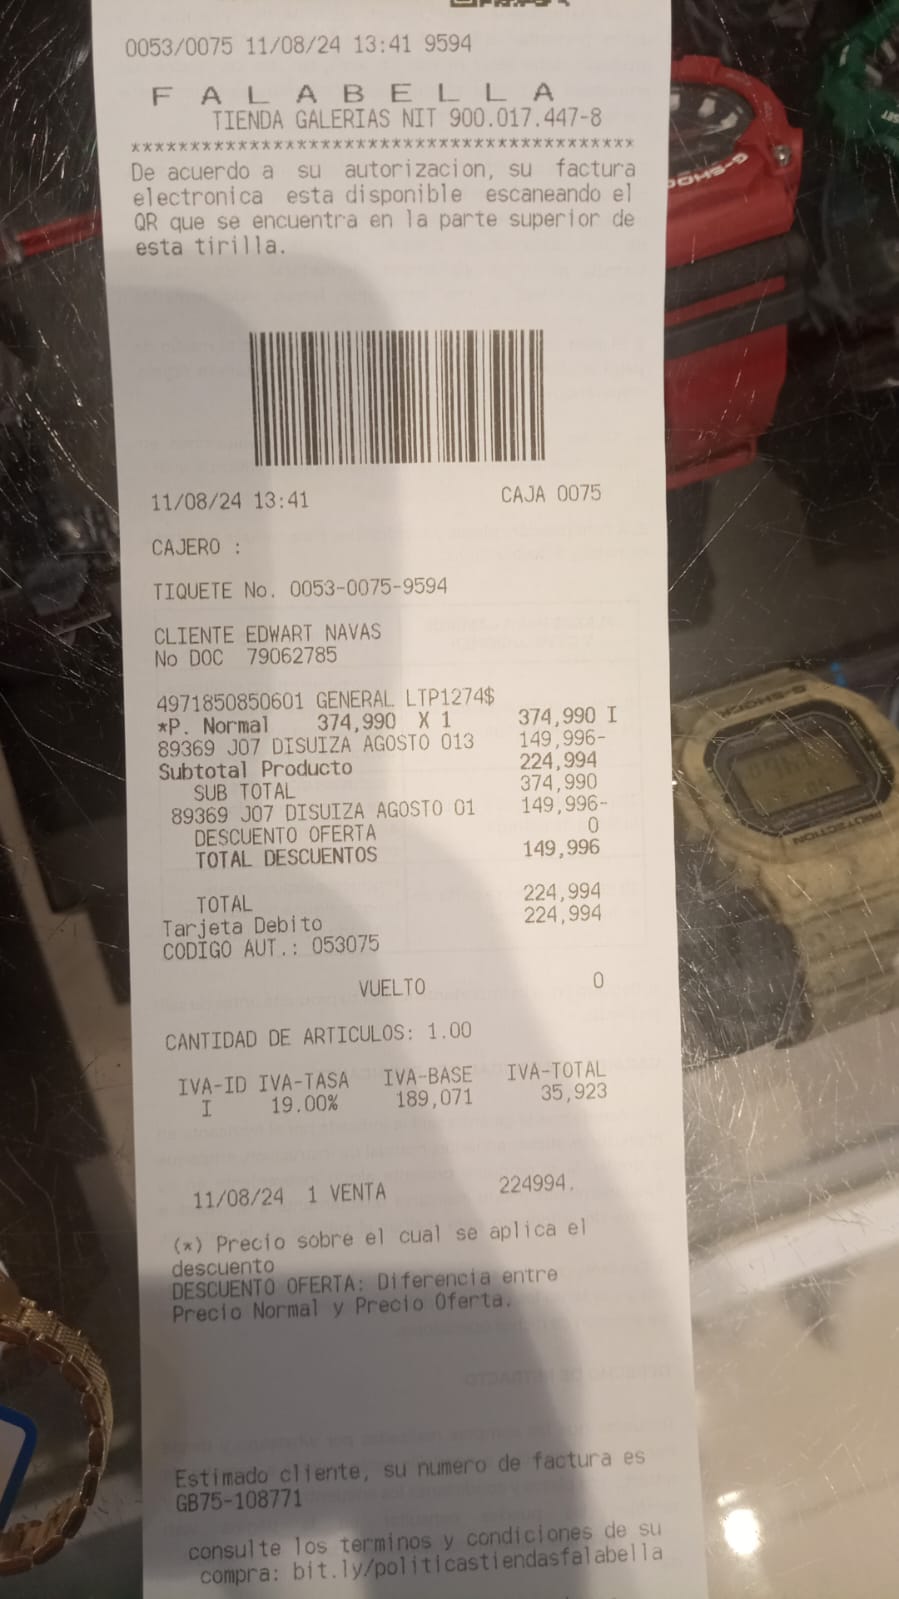 0053/0075 11/08/24 13:41 9594
F A L A B E L L A
TIENDA GALERIAS NIT 900.017.447-8
******************************************
De acuerdo a su autorizacion, su factura
electronica esta disponible escaneando el
QR que se encuentra en la parte superior de
esta tirilla.
11/08/24 13:41 CAJA 0075
CAJERO :
TIQUETE No. 0053-0075-9594
CLIENTE EDWART NAVAS
No DOC 79062785
4971850850601 GENERAL LTP1274$
*P. Normal 374,990 X 1 374,990 I
89369 J07 DISUIZA AGOSTO 013 149,996-
Subtotal Producto 224,994
SUB TOTAL 374,990
89369 J07 DISUIZA AGOSTO 01 149,996-
DESCUENTO OFERTA 0
TOTAL DESCUENTOS 149,996
TOTAL 224,994
Tarjeta Debito 224,994
CODIGO AUT.: 053075
VUELTO 0
CANTIDAD DE ARTICULOS: 1.00
IVA-ID IVA-TASA IVA-BASE IVA-TOTAL
I 19.00% 189,071 35,923
11/08/24 1 VENTA 224994.
(*) Precio sobre el cual se aplica el
descuento
DESCUENTO OFERTA: Diferencia entre
Precio Normal y Precio Oferta.
Estimado cliente, su numero de factura es
GB75-108771
consulte los terminos y condiciones de su
compra: bit.ly/politicastiendasfalabella
G-SHOCK
G-SHOCK
PROTECTION